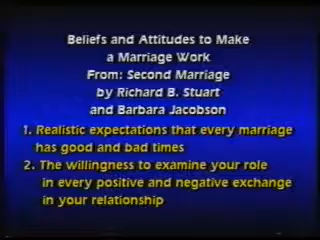 Beliefs and Attitudes to Make
a Marriage Work
From: Second Marriage
by Richard B. Stuart
and Barbara Jacobson
1. Realistic expectations that every marriage
has good and bad times
2. The willingness to examine your role
in every positive and negative exchange
in your relationship